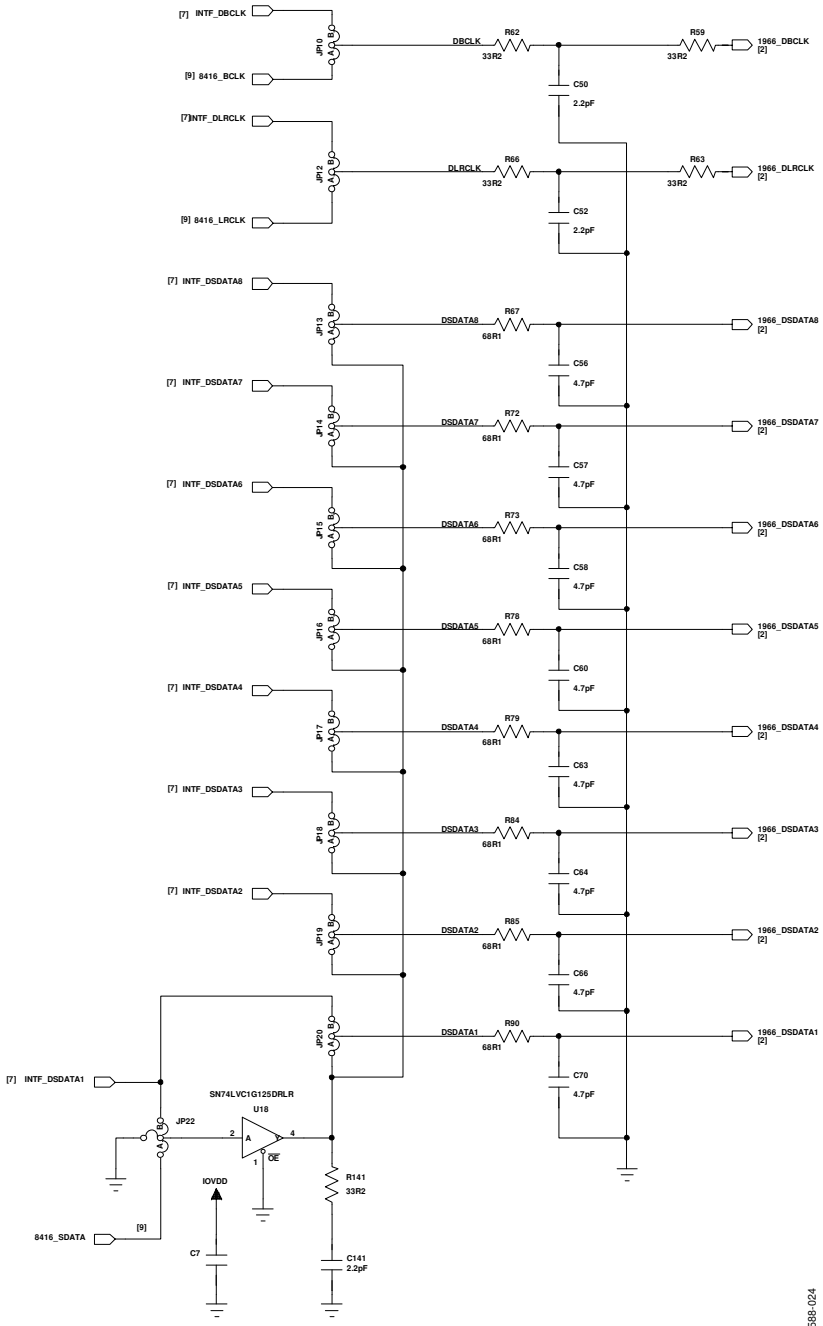 [7] INTF_DBCLK
JP10
B
A
[9] 8416_BCLK
DBCLK
R62
33R2
C50
2.2pF
R59
33R2
1966_DBCLK
[2]
[7]INTF_DLRCLK
JP12
B
A
[9] 8416_LRCLK
DLRCLK
R66
33R2
C52
2.2pF
R63
33R2
1966_DLRCLK
[2]
[7] INTF_DSDATA8
JP13
B
A
DSDATA8
R67
68R1
C56
4.7pF
1966_DSDATA8
[2]
[7] INTF_DSDATA7
JP14
B
A
DSDATA7
R72
68R1
C57
4.7pF
1966_DSDATA7
[2]
[7] INTF_DSDATA6
JP15
B
A
DSDATA6
R73
68R1
C58
4.7pF
1966_DSDATA6
[2]
[7] INTF_DSDATA5
JP16
B
A
DSDATA5
R78
68R1
C60
4.7pF
1966_DSDATA5
[2]
[7] INTF_DSDATA4
JP17
B
A
DSDATA4
R79
68R1
C63
4.7pF
1966_DSDATA4
[2]
[7] INTF_DSDATA3
JP18
B
A
DSDATA3
R84
68R1
C64
4.7pF
1966_DSDATA3
[2]
[7] INTF_DSDATA2
JP19
B
A
DSDATA2
R85
68R1
C66
4.7pF
1966_DSDATA2
[2]
JP20
B
A
DSDATA1
R90
68R1
C70
4.7pF
1966_DSDATA1
[2]
[7] INTF_DSDATA1
JP22
B
A
SN74LVC1G125DRLR
U18
2
A
Y
4
1
OE
R141
33R2
C141
2.2pF
IOVDD
C7
[9]
8416_SDATA